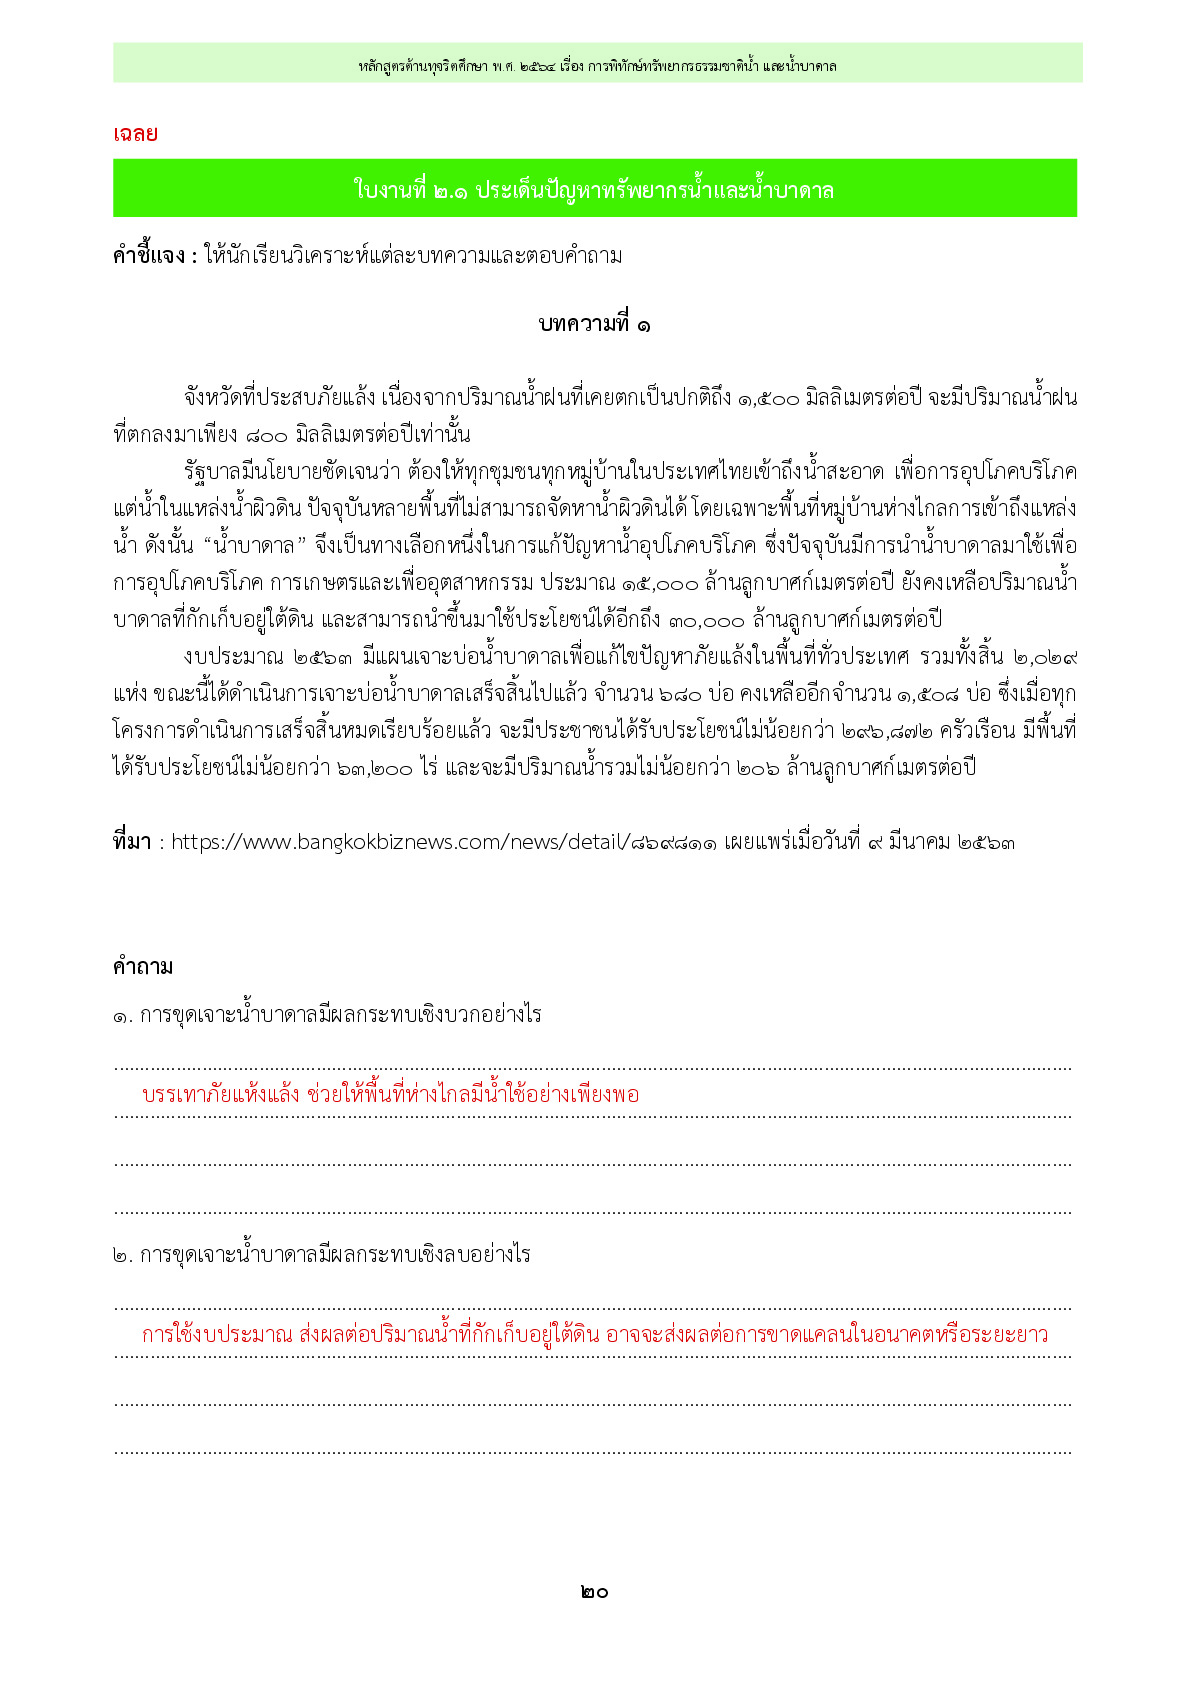 หลักสูตรต้านทุจริตศึกษา พ.ศ. ๒๕๖๔ เรื่อง การพิทักษ์ทรัพยากรธรรมชาติน้ำ และน้ำบาดาล
เฉลย
ใบงานที่ ๒.๑ ประเด็นปัญหาทรัพยากรน้ำและน้ำบาดาล
คำชี้แจง : ให้นักเรียนวิเคราะห์แต่ละบทความและตอบคำถาม
บทความที่ ๑
จังหวัดที่ประสบภัยแล้ง เนื่องจากปริมาณน้ำฝนที่เคยตกเป็นปกติถึง ๑,๕๐๐ มิลลิเมตรต่อปี จะมีปริมาณน้ำฝน
ที่ตกลงมาเพียง ๘๐๐ มิลลิเมตรต่อปีเท่านั้น
รัฐบาลมีนโยบายชัดเจนว่า ต้องให้ทุกชุมชนทุกหมู่บ้านในประเทศไทยเข้าถึงน้ำสะอาด เพื่อการอุปโภคบริโภค
แต่น้ำในแหล่งน้ำผิวดิน ปัจจุบันหลายพื้นที่ไม่สามารถจัดหาน้ำผิวดินได้ โดยเฉพาะพื้นที่หมู่บ้านห่างไกลการเข้าถึงแหล่ง
น้ำ ดังนั้น “น้ำบาดาล” จึงเป็นทางเลือกหนึ่งในการแก้ปัญหาน้ำอุปโภคบริโภค ซึ่งปัจจุบันมีการนำน้ำบาดาลมาใช้เพื่อ
การอุปโภคบริโภค การเกษตรและเพื่ออุตสาหกรรม ประมาณ ๑๕,๐๐๐ ล้านลูกบาศก์เมตรต่อปี ยังคงเหลือปริมาณน้ำ
บาดาลที่กักเก็บอยู่ใต้ดิน และสามารถนำขึ้นมาใช้ประโยชน์ได้อีกถึง ๓๐,๐๐๐ ล้านลูกบาศก์เมตรต่อปี
งบประมาณ ๒๕๖๓ มีแผนเจาะบ่อน้ำบาดาลเพื่อแก้ไขปัญหาภัยแล้งในพื้นที่ทั่วประเทศ รวมทั้งสิ้น ๒,๐๒๙
แห่ง ขณะนี้ได้ดำเนินการเจาะบ่อน้ำบาดาลเสร็จสิ้นไปแล้ว จำนวน ๖๘๐ บ่อ คงเหลืออีกจำนวน ๑,๕๐๘ บ่อ ซึ่งเมื่อทุก
โครงการดำเนินการเสร็จสิ้นหมดเรียบร้อยแล้ว จะมีประชาชนได้รับประโยชน์ไม่น้อยกว่า ๒๙๖,๘๗๒ ครัวเรือน มีพื้นที่
ได้รับประโยชน์ไม่น้อยกว่า ๖๓,๒๐๐ ไร่ และจะมีปริมาณน้ำรวมไม่น้อยกว่า ๒๐๖ ล้านลูกบาศก์เมตรต่อปี
ที่มา : https://www.bangkokbiznews.com/news/detail/๘๖๙๘๑๑ เผยแพร่เมื่อวันที่ ๙ มีนาคม ๒๕๖๓
คำถาม
๑. การขุดเจาะน้ำบาดาลมีผลกระทบเชิงบวกอย่างไร
บรรเทาภัยแห้งแล้ง ช่วยให้พื้นที่ห่างไกลมีน้ำใช้อย่างเพียงพอ
๒. การขุดเจาะน้ำบาดาลมีผลกระทบเชิงลบอย่างไร
การใช้งบประมาณ ส่งผลต่อปริมาณน้ำที่กักเก็บอยู่ใต้ดิน อาจจะส่งผลต่อการขาดแคลนในอนาคตหรือระยะยาว
๒๐